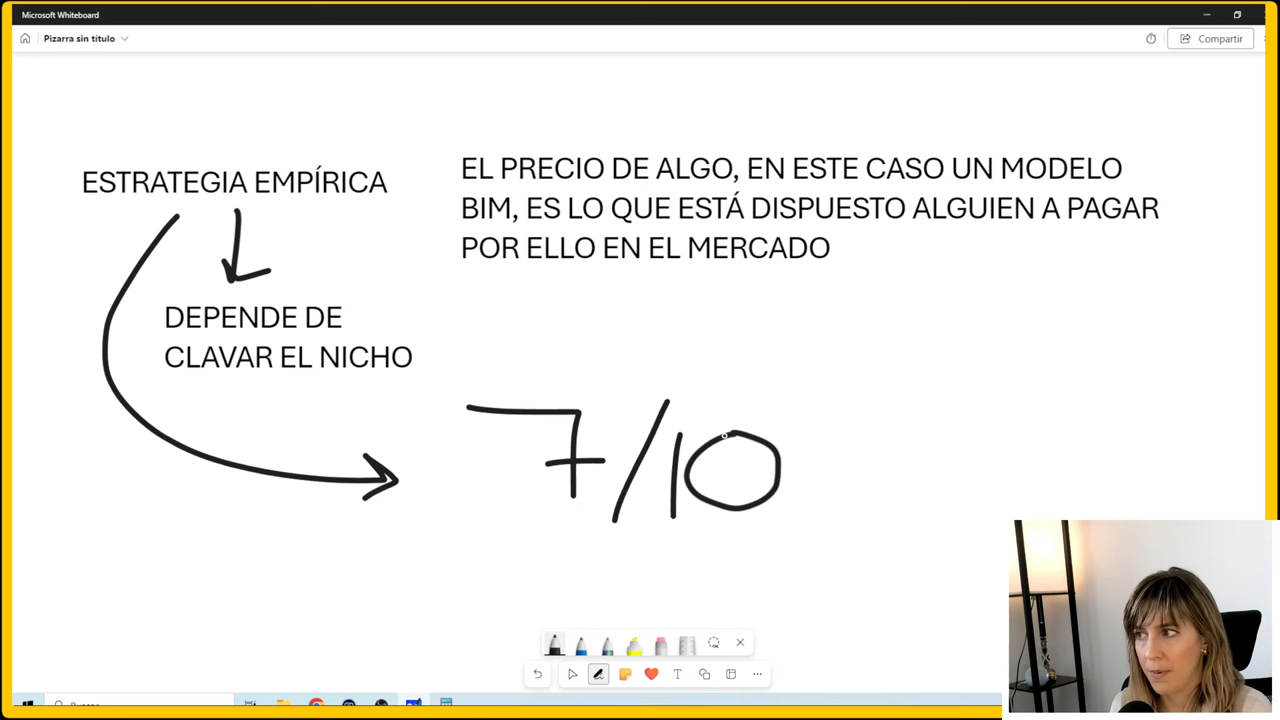 Microsoft Whiteboard
Pizarra sin título
Compartir
ESTRATEGIA EMPÍRICA
EL PRECIO DE ALGO, EN ESTE CASO UN MODELO
BIM, ES LO QUE ESTÁ DISPUESTO ALGUIEN A PAGAR
POR ELLO EN EL MERCADO
DEPENDE DE
CLAVAR EL NICHO
7/10